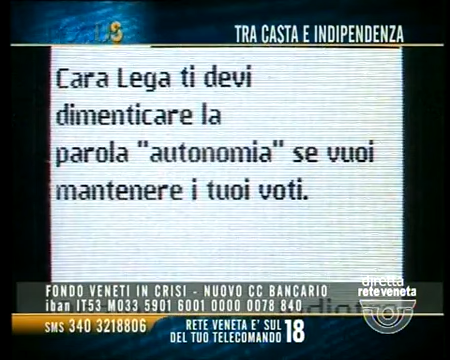 TRA CASTA E INDIPENDENZA
Cara Lega ti devi
dimenticare la
parola "autonomia" se vuoi
mantenere i tuoi voti.
FONDO VENETI IN CRISI - NUOVO CC BANCARIO
iban IT53 M033 5901 6001 0000 0078 840
diretta
reteveneta
SMS 340 3218806
RETE VENETA E' SUL
DEL TUO TELECOMANDO
18